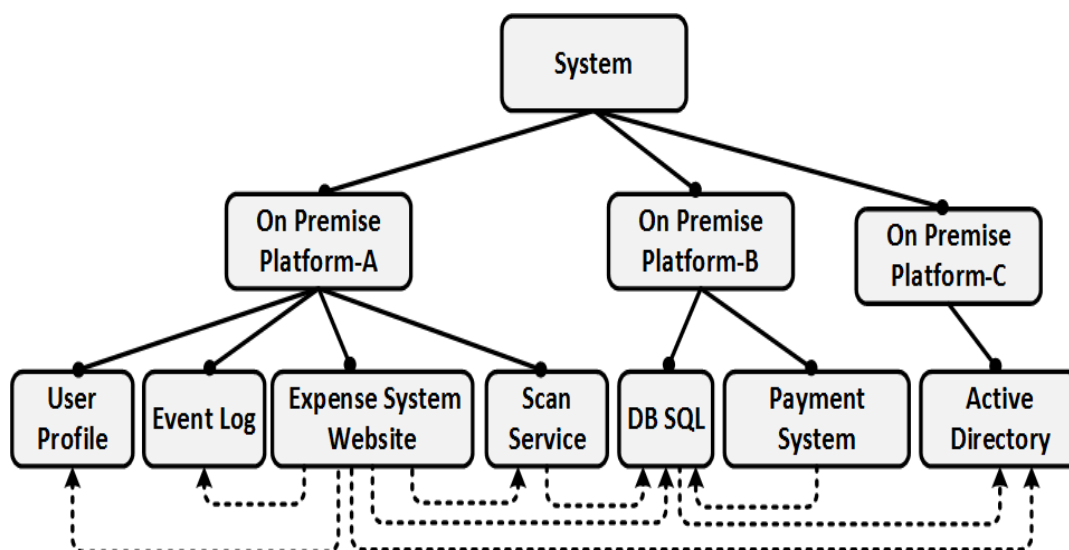 System
On Premise
Platform-A
On Premise
Platform-B
On Premise
Platform-C
User
Profile
Event Log
Expense System
Website
Scan
Service
DB SQL
Payment
System
Active
Directory